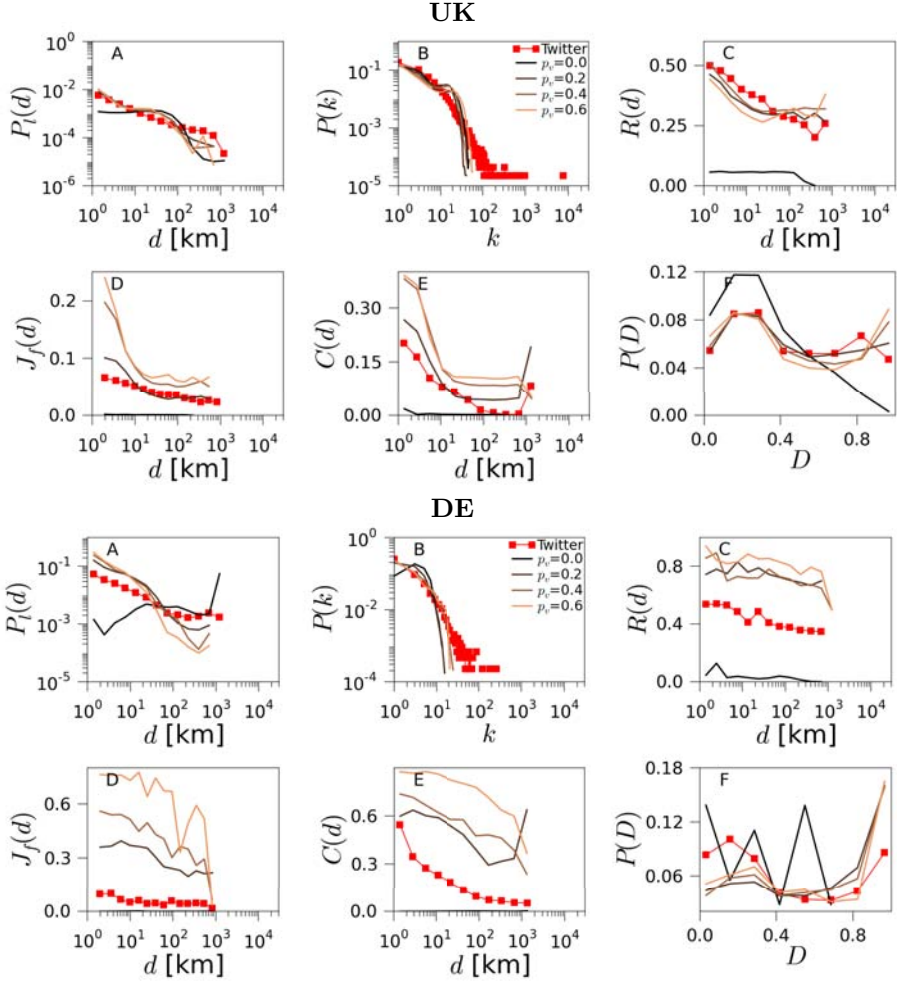 UK
A
10^0
10^-2
10^-4
10^-6
P_l(d)
10^0 10^1 10^2 10^3 10^4
d [km]
B
Twitter
p_v=0.0
p_v=0.2
p_v=0.4
p_v=0.6
10^0
10^-5
P(k)
10^0 10^1 10^2 10^3 10^4
k
C
0.50
0.25
0.00
R(d)
10^0 10^1 10^2 10^3 10^4
d [km]
D
0.2
0.1
0.0
J_f(d)
10^0 10^1 10^2 10^3 10^4
d [km]
E
0.30
0.15
0.00
C(d)
10^0 10^1 10^2 10^3 10^4
d [km]
0.12
0.08
0.04
0.00
P(D)
0.0 0.4 0.8
D
DE
A
10^-1
10^-3
10^-5
P_l(d)
10^0 10^1 10^2 10^3 10^4
d [km]
B
Twitter
p_v=0.0
p_v=0.2
p_v=0.4
p_v=0.6
10^0
10^-2
10^-4
P(k)
10^0 10^1 10^2 10^3 10^4
k
C
0.8
0.4
0.0
R(d)
10^0 10^1 10^2 10^3 10^4
d [km]
D
0.6
0.3
0.0
J_f(d)
10^0 10^1 10^2 10^3 10^4
d [km]
E
0.6
0.3
0.0
C(d)
10^0 10^1 10^2 10^3 10^4
d [km]
F
0.18
0.12
0.06
P(D)
0.0 0.4 0.8
D